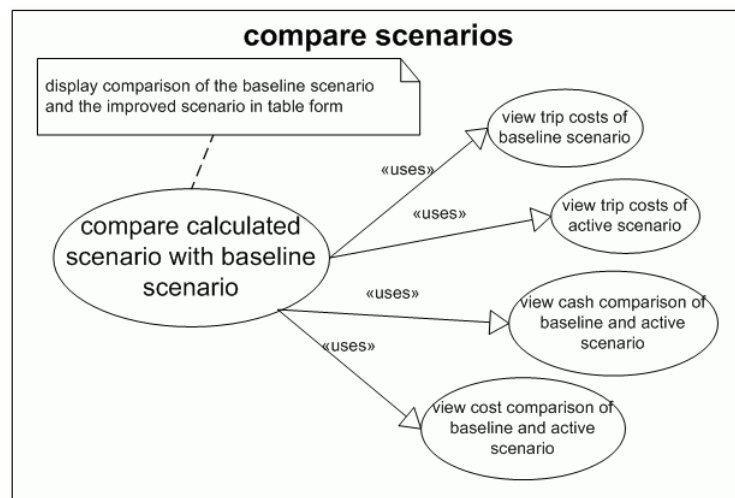 compare scenarios
display comparison of the baseline scenario
and the improved scenario in table form
view trip costs of
baseline scenario
«uses»
view trip costs of
active scenario
«uses»
compare calculated
scenario with baseline
scenario
«uses»
view cash comparison of
baseline and active
scenario
«uses»
view cost comparison of
baseline and active
scenario